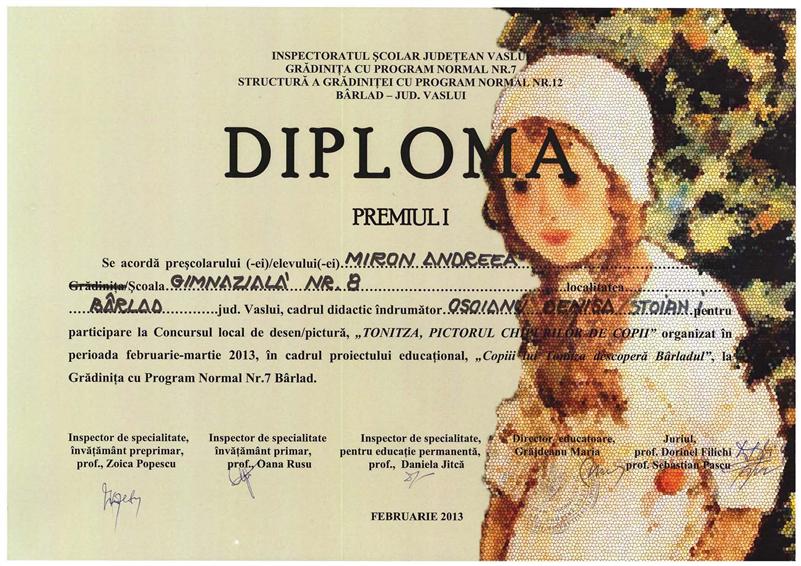 INSPECTORATUL ŞCOLAR JUDEŢEAN VASLUI
GRĂDINIŢA CU PROGRAM NORMAL NR.7
STRUCTURĂ A GRĂDINIŢEI CU PROGRAM NORMAL NR.12
BÂRLAD – JUD. VASLUI
DIPLOMA
PREMIUL I
Se acordă preşcolarului (-ei)/elevului(-ei) MIRON ANDREEA
Grădiniţa/Şcoala GIMNAZIALĂ NR. 8 localitatea
BÂRLAD jud. Vaslui, cadrul didactic îndrumător OSOIANU DENISA/STOIAN I. pentru
participare la Concursul local de desen/pictură, „TONITZA, PICTORUL CHIPURILOR DE COPII” organizat în
perioada februarie-martie 2013, în cadrul proiectului educaţional, „Copiii lui Tonitza descoperă Bârladul”, la
Grădiniţa cu Program Normal Nr.7 Bârlad.
Inspector de specialitate,
învăţământ preprimar,
prof., Zoica Popescu
Inspector de specialitate
învăţământ primar,
prof., Oana Rusu
Inspector de specialitate,
pentru educaţie permanentă,
prof., Daniela Jitcă
Director, educatoare,
Grăjdeanu Maria
Juriul,
prof. Dorinel Filichi
prof. Sebastian Pascu
FEBRUARIE 2013